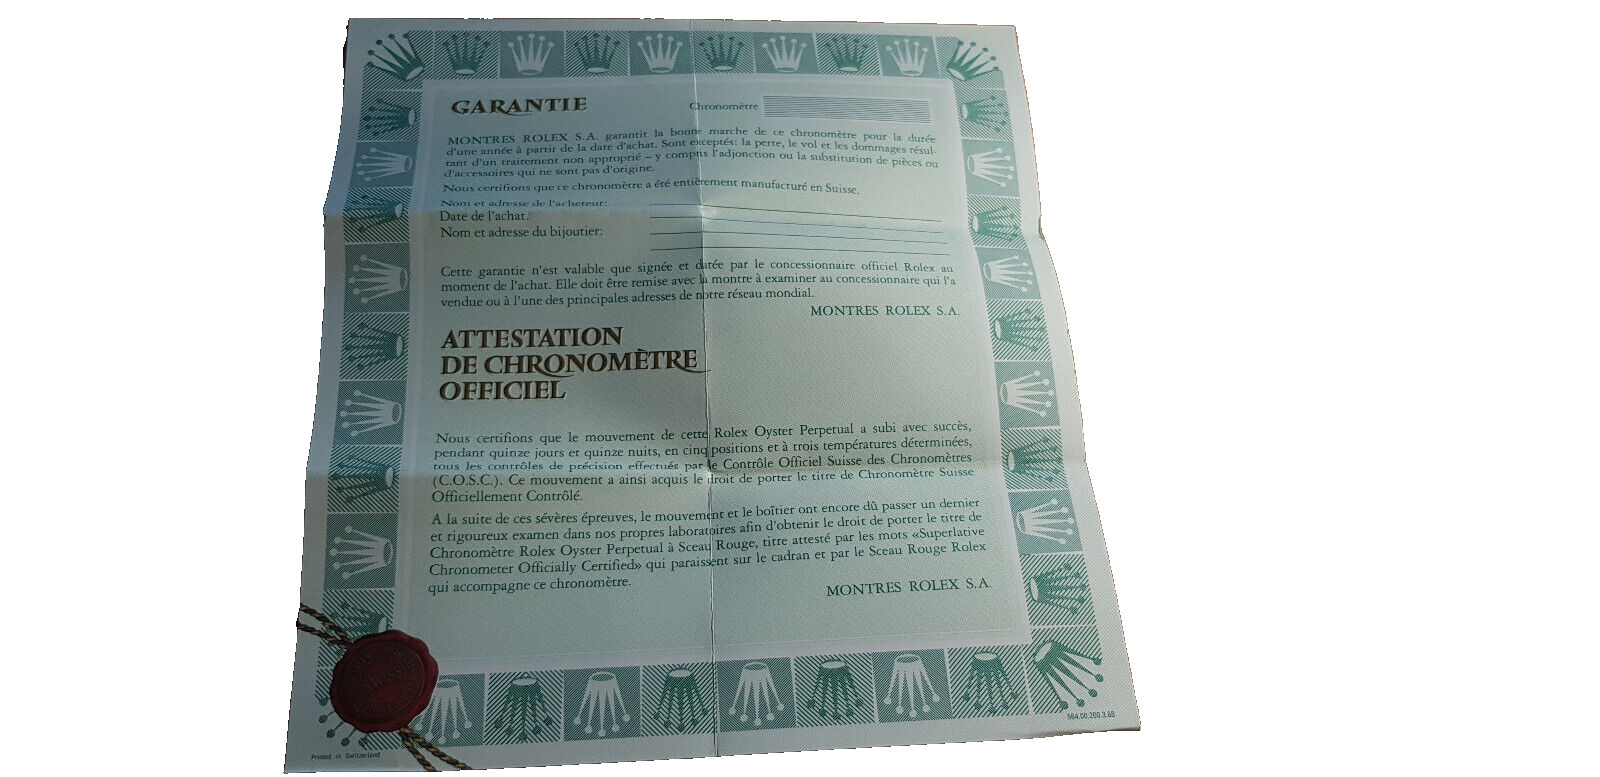 GARANTIE
Chronomètre
MONTRES ROLEX S.A. garantit la bonne marche de ce chronomètre pour la durée
d'une année à partir de la date d'achat. Sont exceptés: la perte, le vol et les dommages résul-
tant d'un traitement non approprié – y compris l'adjonction ou la substitution de pièces ou
d'accessoires qui ne sont pas d'origine.
Nous certifions que ce chronomètre a été entièrement manufacturé en Suisse.
Nom et adresse de l'acheteur:
Date de l'achat:
Nom et adresse du bijoutier:
Cette garantie n'est valable que signée et datée par le concessionnaire officiel Rolex au
moment de l'achat. Elle doit être remise avec la montre à examiner au concessionnaire qui l'a
vendue ou à l'une des principales adresses de notre réseau mondial.
MONTRES ROLEX S.A.
ATTESTATION
DE CHRONOMÈTRE
OFFICIEL
Nous certifions que le mouvement de cette Rolex Oyster Perpetual a subi avec succès,
pendant quinze jours et quinze nuits, en cinq positions et à trois températures déterminées,
tous les contrôles de précision effectués par le Contrôle Officiel Suisse des Chronomètres
(C.O.S.C.). Ce mouvement a ainsi acquis le droit de porter le titre de Chronomètre Suisse
Officiellement Contrôlé.
A la suite de ces sévères épreuves, le mouvement et le boîtier ont encore dû passer un dernier
et rigoureux examen dans nos propres laboratoires afin d'obtenir le droit de porter le titre de
Chronomètre Rolex Oyster Perpetual à Sceau Rouge, titre attesté par les mots «Superlative
Chronometer Officially Certified» qui paraissent sur le cadran et par le Sceau Rouge Rolex
qui accompagne ce chronomètre.
MONTRES ROLEX S.A.
564.00.200.3.88
Printed in Switzerland